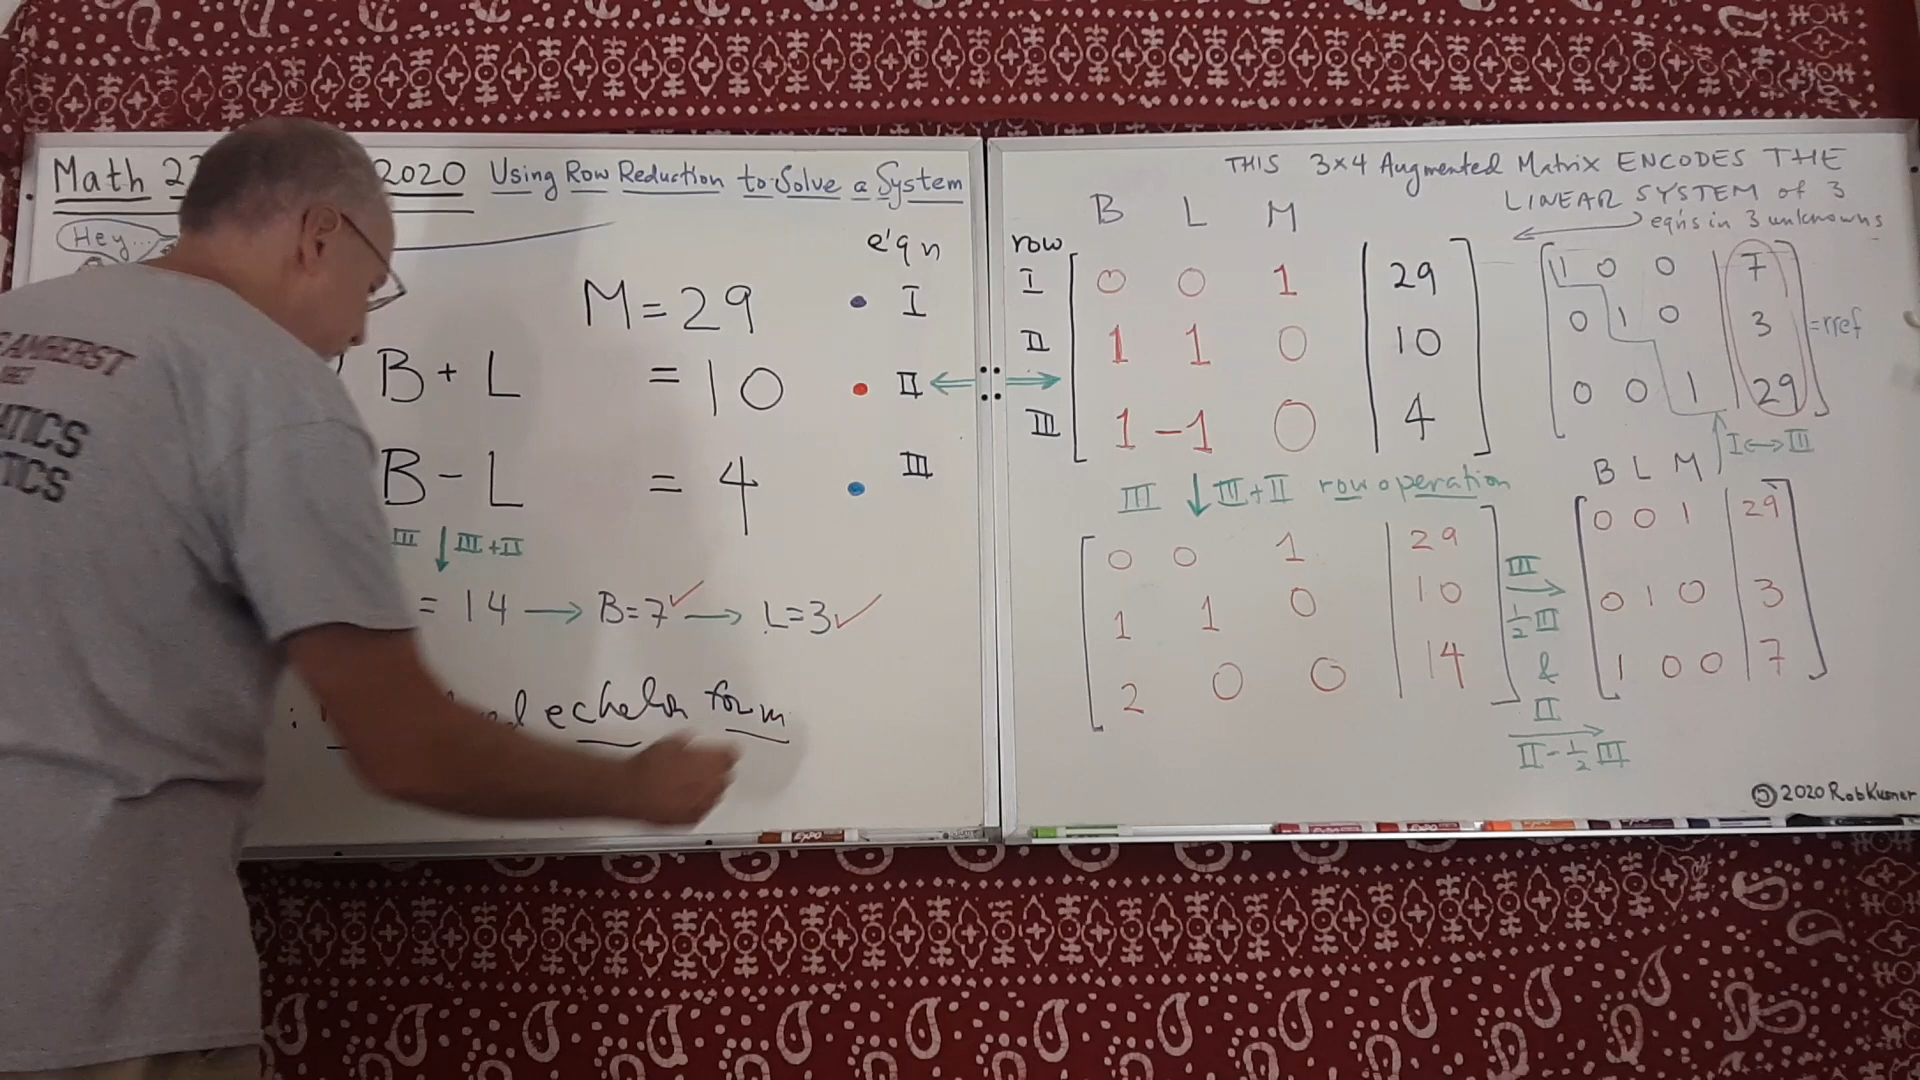 Math 2 2020 Using Row Reduction to Solve a System
Hey...
e'qn
M = 29 • I
B + L = 10 • II
B - L = 4 • III
III ↓ III + II
= 14 → B = 7 ✓ → L = 3 ✓
: echelon form
AMHERST
THIS 3×4 Augmented Matrix ENCODES THE
LINEAR SYSTEM of 3
eq'ns in 3 unknowns
B L M
row
I 0 0 1 | 29
II 1 1 0 | 10
III 1 -1 0 | 4
III ↓ III + II row operation
0 0 1 | 29
1 1 0 | 10
2 0 0 | 14
III
→
1/2 III
&
II
→
II - 1/2 III
B L M
0 0 1 | 29
0 1 0 | 3
1 0 0 | 7
I ↔ III
1 0 0 | 7
0 1 0 | 3
0 0 1 | 29
= rref
© 2020 Rob Kusner
EXPO